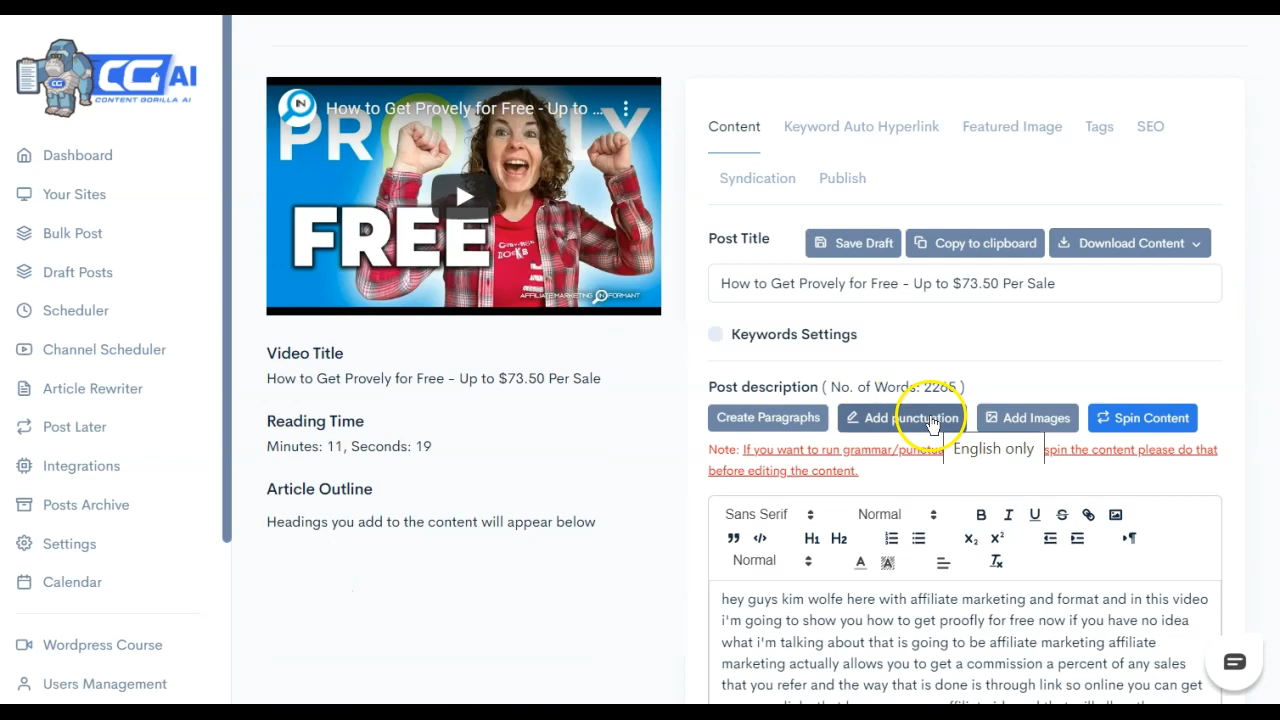 CG AI
CONTENT GORILLA AI
Dashboard
Your Sites
Bulk Post
Draft Posts
Scheduler
Channel Scheduler
Article Rewriter
Post Later
Integrations
Posts Archive
Settings
Calendar
Wordpress Course
Users Management
How to Get Provely for Free - Up to ...
PROVELY
FREE
AFFILIATE MARKETING INFORMANT
Video Title
How to Get Provely for Free - Up to $73.50 Per Sale
Reading Time
Minutes: 11, Seconds: 19
Article Outline
Headings you add to the content will appear below
Content Keyword Auto Hyperlink Featured Image Tags SEO
Syndication Publish
Post Title Save Draft Copy to clipboard Download Content
How to Get Provely for Free - Up to $73.50 Per Sale
Keywords Settings
Post description ( No. of Words: 2265 )
Create Paragraphs Add punctuation Add Images Spin Content
Note: If you want to run grammar/punctua English only spin the content please do that
before editing the content.
Sans Serif Normal B I U S
H1 H2 X2 X2
Normal A A Tx
hey guys kim wolfe here with affiliate marketing and format and in this video
i'm going to show you how to get proofly for free now if you have no idea
what i'm talking about that is going to be affiliate marketing affiliate
marketing actually allows you to get a commission a percent of any sales
that you refer and the way that is done is through link so online you can get